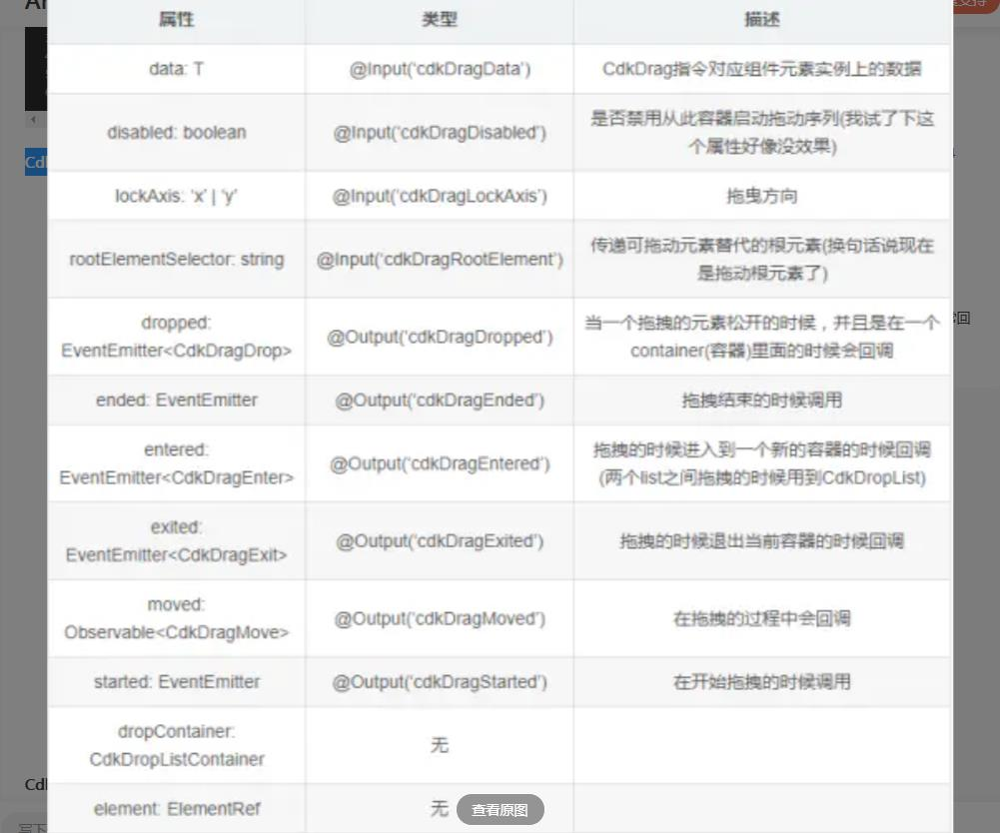 属性
类型
描述
data: T
@Input('cdkDragData')
CdkDrag指令对应组件元素实例上的数据
disabled: boolean
@Input('cdkDragDisabled')
是否禁用从此容器启动拖动序列(我试了下这
个属性好像没效果)
lockAxis: 'x' | 'y'
@Input('cdkDragLockAxis')
拖曳方向
rootElementSelector: string
@Input('cdkDragRootElement')
传递可拖动元素替代的根元素(换句话说现在
是拖动根元素了)
dropped:
EventEmitter<CdkDragDrop>
@Output('cdkDragDropped')
当一个拖拽的元素松开的时候，并且是在一个
container(容器)里面的时候会回调
ended: EventEmitter
@Output('cdkDragEnded')
拖拽结束的时候调用
entered:
EventEmitter<CdkDragEnter>
@Output('cdkDragEntered')
拖拽的时候进入到一个新的容器的时候回调
(两个list之间拖拽的时候用到CdkDropList)
exited:
EventEmitter<CdkDragExit>
@Output('cdkDragExited')
拖拽的时候退出当前容器的时候回调
moved:
Observable<CdkDragMove>
@Output('cdkDragMoved')
在拖拽的过程中会回调
started: EventEmitter
@Output('cdkDragStarted')
在开始拖拽的时候调用
dropContainer:
CdkDropListContainer
无
element: ElementRef
无
查看原图